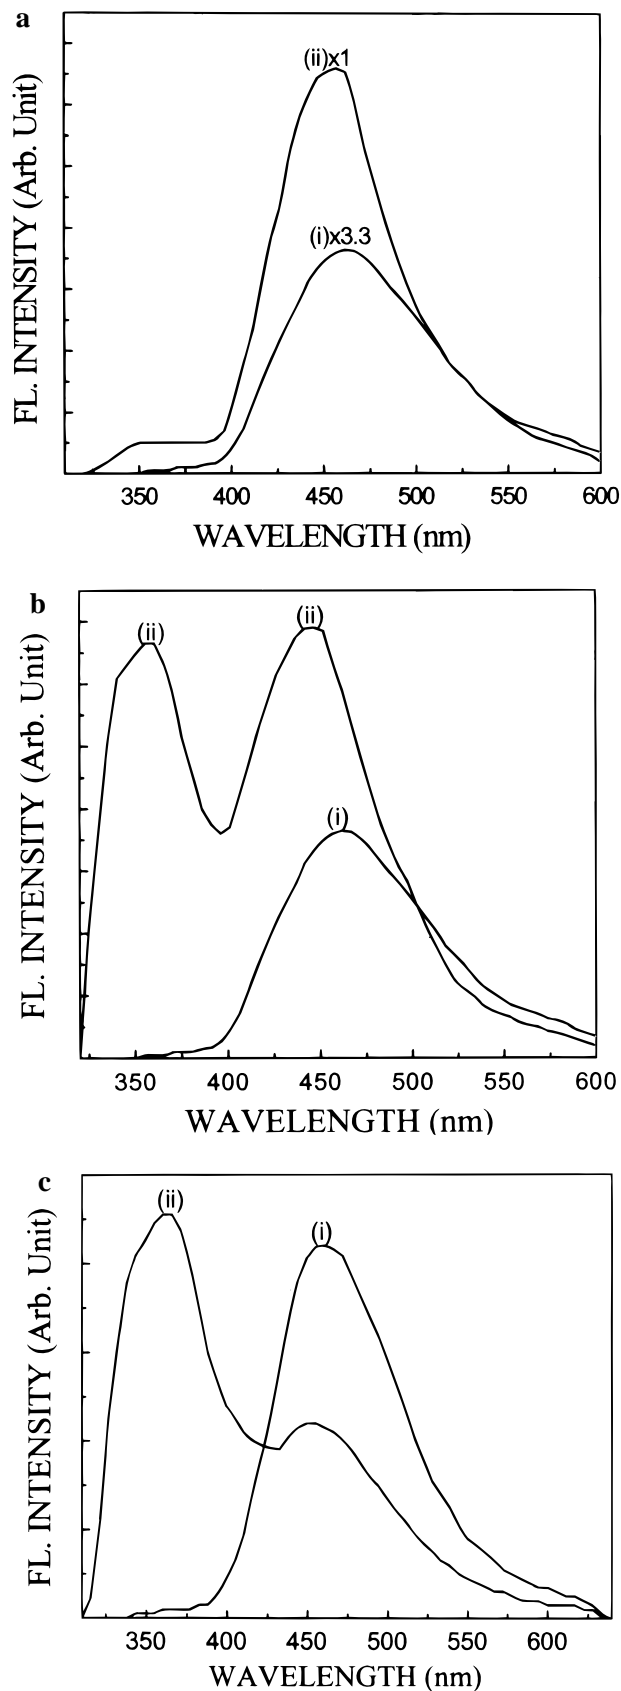 a
(ii)x1
(i)x3.3
FL. INTENSITY (Arb. Unit)
350 400 450 500 550 600
WAVELENGTH (nm)
b
(ii) (ii)
(i)
FL. INTENSITY (Arb. Unit)
350 400 450 500 550 600
WAVELENGTH (nm)
c
(ii)
(i)
FL. INTENSITY (Arb. Unit)
350 400 450 500 550 600
WAVELENGTH (nm)